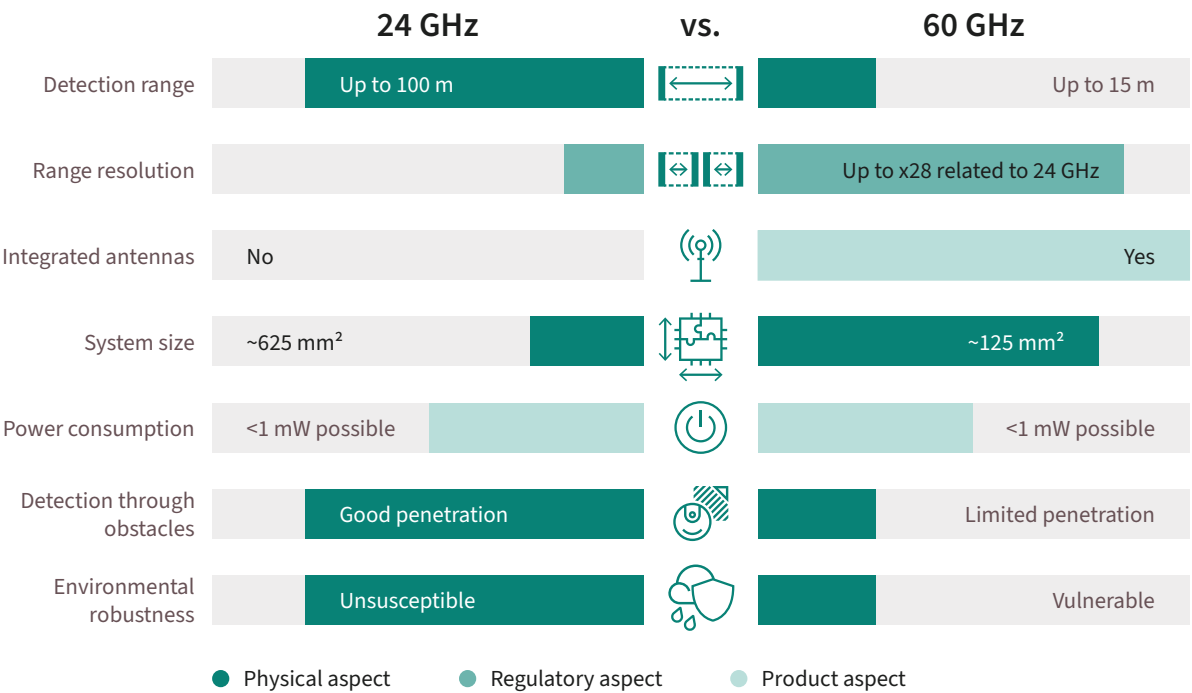 24 GHz vs. 60 GHz
Detection range Up to 100 m Up to 15 m
Range resolution Up to x28 related to 24 GHz
Integrated antennas No Yes
System size ~625 mm² ~125 mm²
Power consumption <1 mW possible <1 mW possible
Detection through
obstacles Good penetration Limited penetration
Environmental
robustness Unsusceptible Vulnerable
Physical aspect Regulatory aspect Product aspect